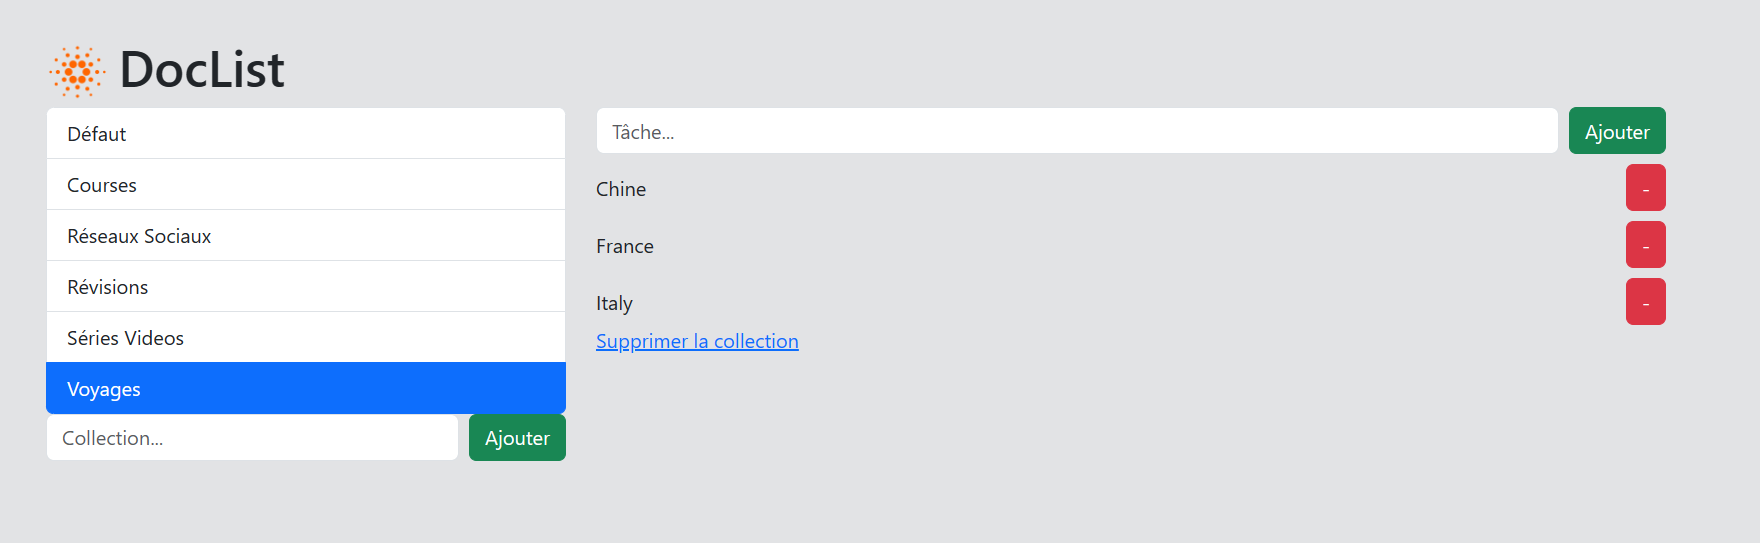 DocList
Défaut
Courses
Réseaux Sociaux
Révisions
Séries Videos
Voyages
Collection...
Ajouter
Tâche...
Ajouter
Chine
-
France
-
Italy
-
Supprimer la collection